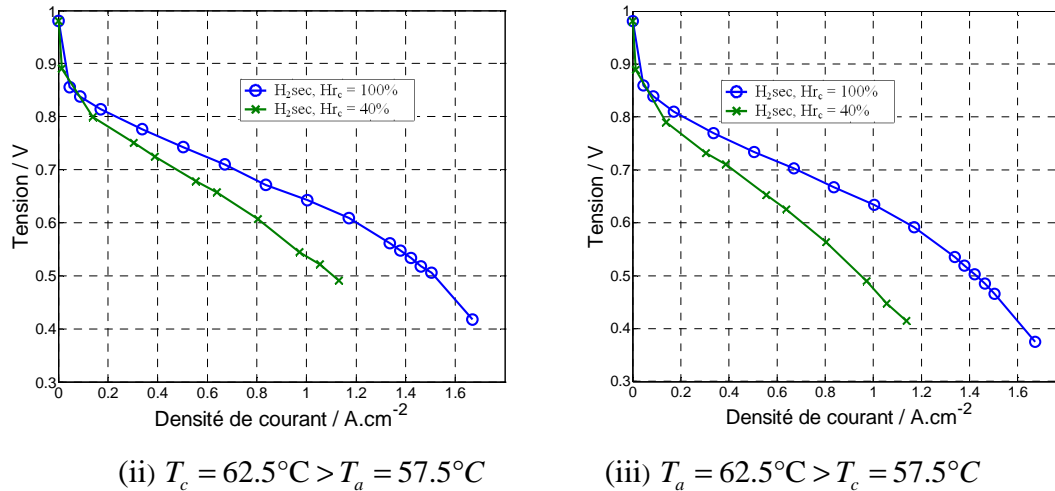 1
0.9
0.8
0.7
0.6
0.5
0.4
0.3
Tension / V
0 0.2 0.4 0.6 0.8 1 1.2 1.4 1.6
Densité de courant / A.cm-2
H2sec, Hrc = 100%
H2sec, Hrc = 40%
(ii) Tc = 62.5°C > Ta = 57.5°C
1
0.9
0.8
0.7
0.6
0.5
0.4
0.3
Tension / V
0 0.2 0.4 0.6 0.8 1 1.2 1.4 1.6
Densité de courant / A.cm-2
H2sec, Hrc = 100%
H2sec, Hrc = 40%
(iii) Ta = 62.5°C > Tc = 57.5°C